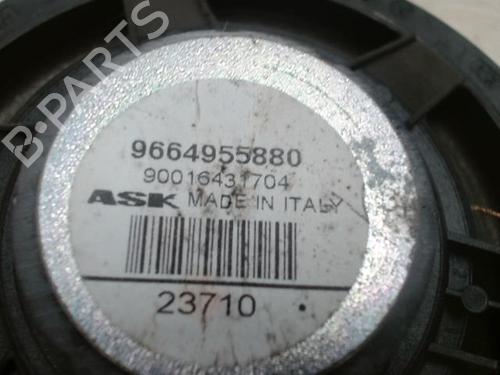 9664955880
90016431704
ASK MADE IN ITALY
23710
B-PARTS